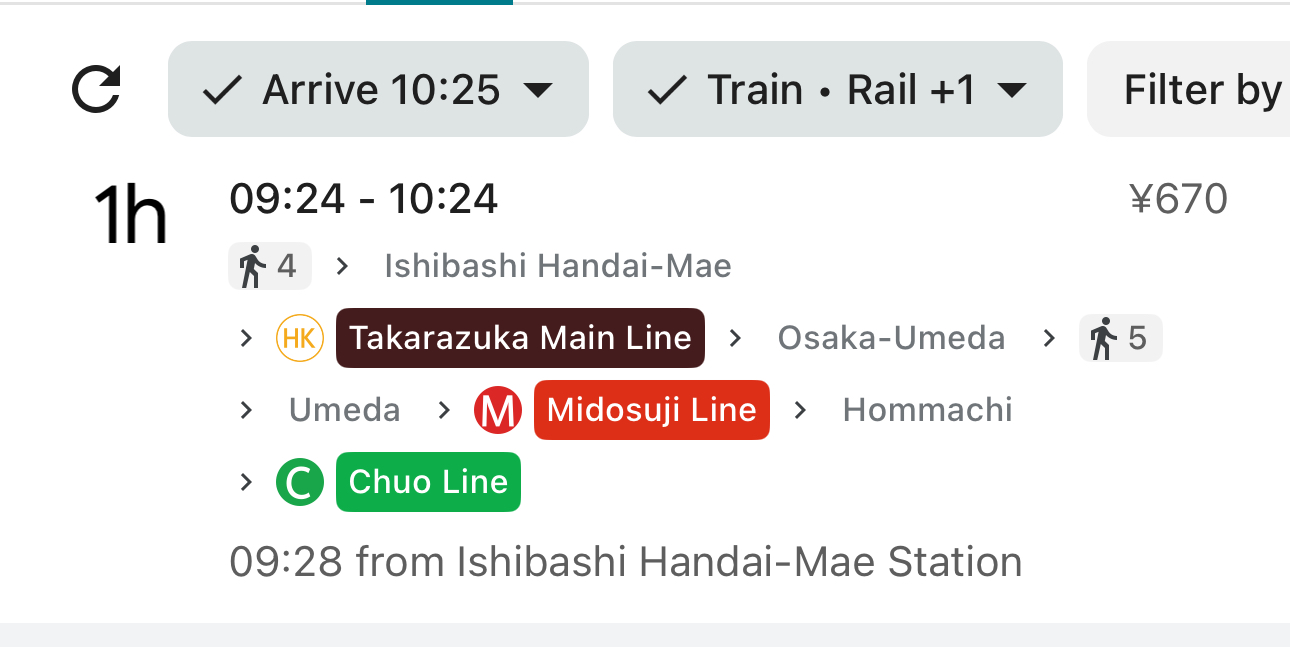 Arrive 10:25 Train • Rail +1 Filter by
1h 09:24 - 10:24 ¥670
4 > Ishibashi Handai-Mae
> HK Takarazuka Main Line > Osaka-Umeda > 5
> Umeda > M Midosuji Line > Hommachi
> C Chuo Line
09:28 from Ishibashi Handai-Mae Station